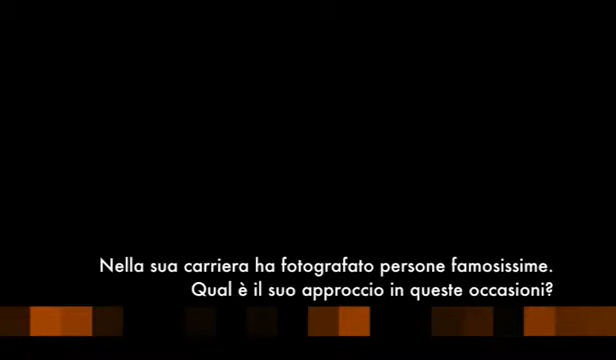 Nella sua carriera ha fotografato persone famosissime.
Qual è il suo approccio in queste occasioni?